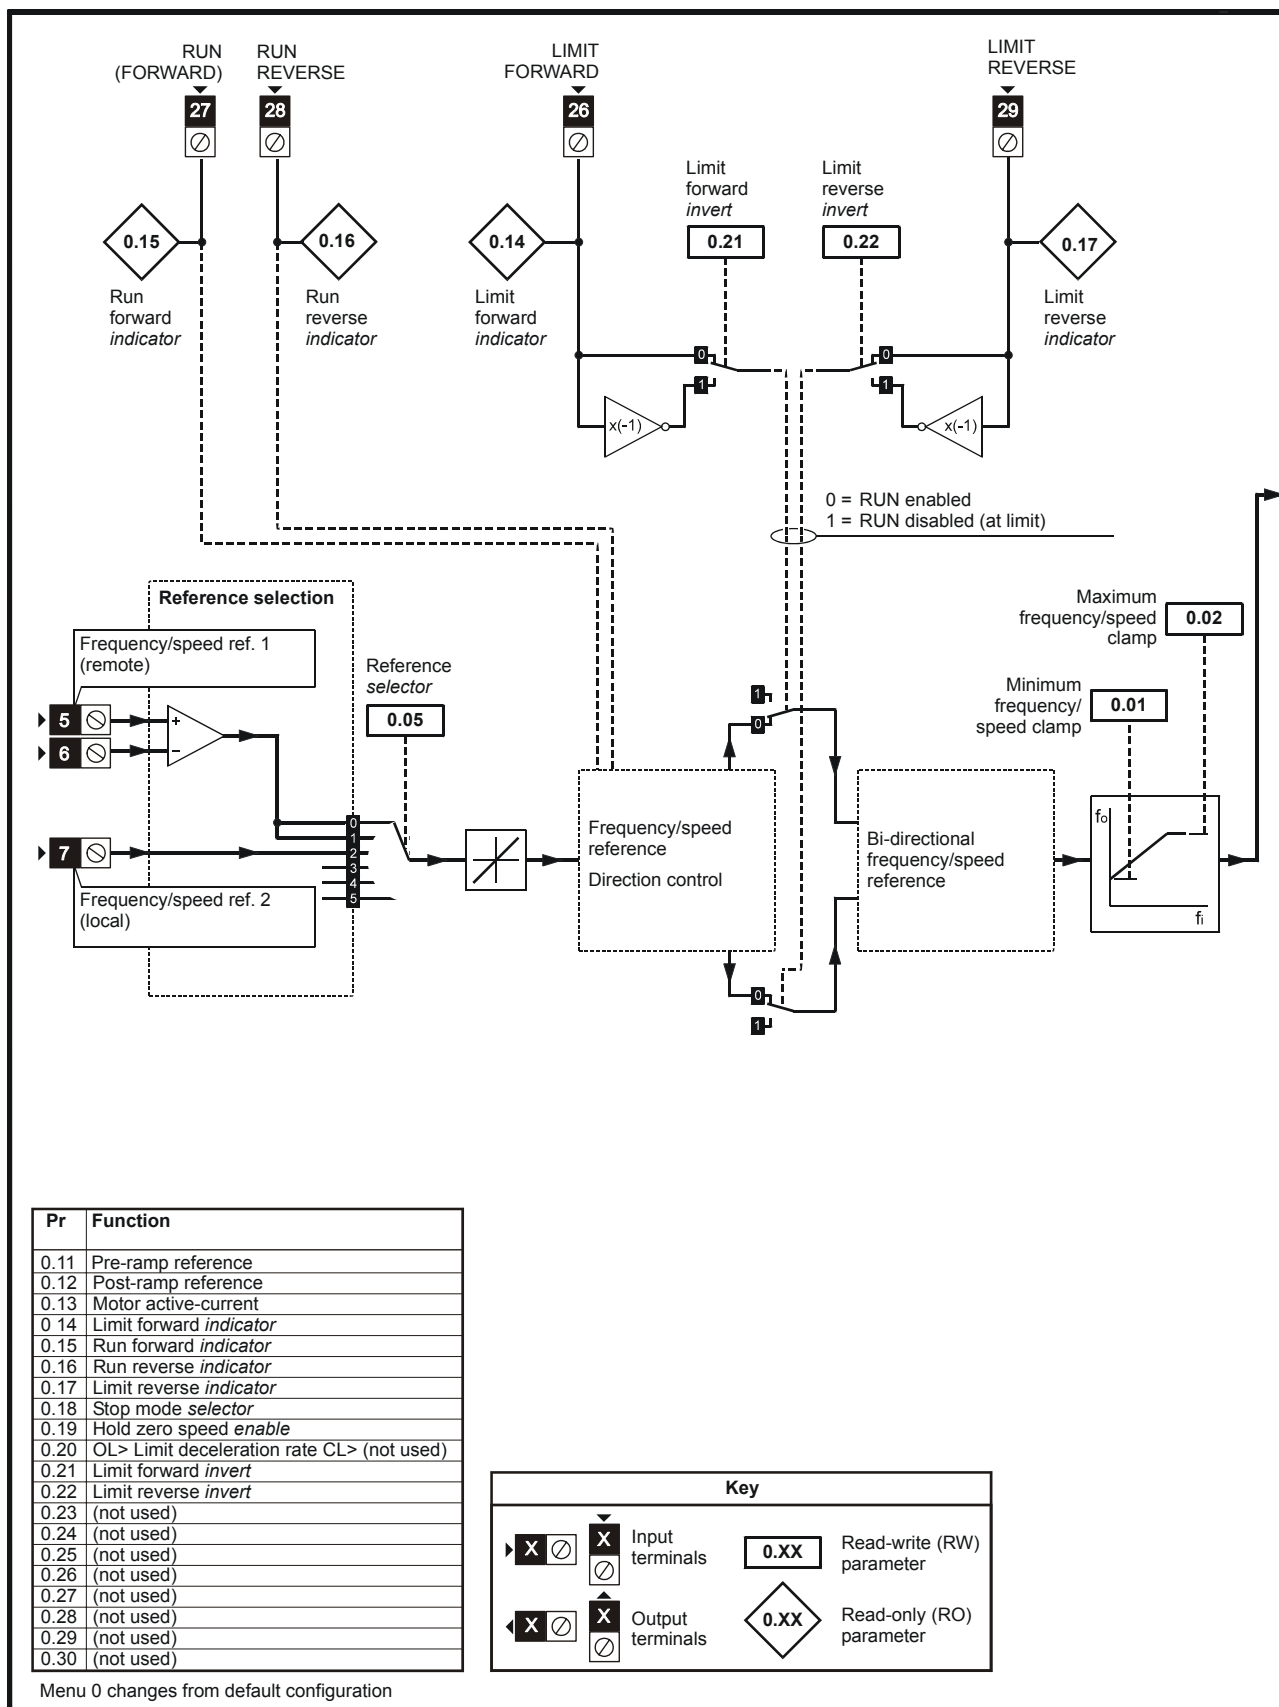 RUN
(FORWARD)
RUN
REVERSE
LIMIT
FORWARD
LIMIT
REVERSE
27
28
26
29
Limit
forward
invert
Limit
reverse
invert
0.15
0.16
0.14
0.21
0.22
0.17
Run
forward
indicator
Run
reverse
indicator
Limit
forward
indicator
Limit
reverse
indicator
0
1
0
1
x(-1)
x(-1)
0 = RUN enabled
1 = RUN disabled (at limit)
Reference selection
Frequency/speed ref. 1
(remote)
Reference
selector
0.05
Maximum
frequency/speed
clamp
0.02
Minimum
frequency/
speed clamp
0.01
5
6
+
−
1
0
7
0
1
2
3
4
5
Frequency/speed ref. 2
(local)
Frequency/speed
reference
Direction control
Bi-directional
frequency/speed
reference
fo
fi
0
1
Pr Function
0.11 Pre-ramp reference
0.12 Post-ramp reference
0.13 Motor active-current
0 14 Limit forward indicator
0.15 Run forward indicator
0.16 Run reverse indicator
0.17 Limit reverse indicator
0.18 Stop mode selector
0.19 Hold zero speed enable
0.20 OL> Limit deceleration rate CL> (not used)
0.21 Limit forward invert
0.22 Limit reverse invert
0.23 (not used)
0.24 (not used)
0.25 (not used)
0.26 (not used)
0.27 (not used)
0.28 (not used)
0.29 (not used)
0.30 (not used)
Key
X
X
Input
terminals
0.XX
Read-write (RW)
parameter
X
X
Output
terminals
0.XX
Read-only (RO)
parameter
Menu 0 changes from default configuration